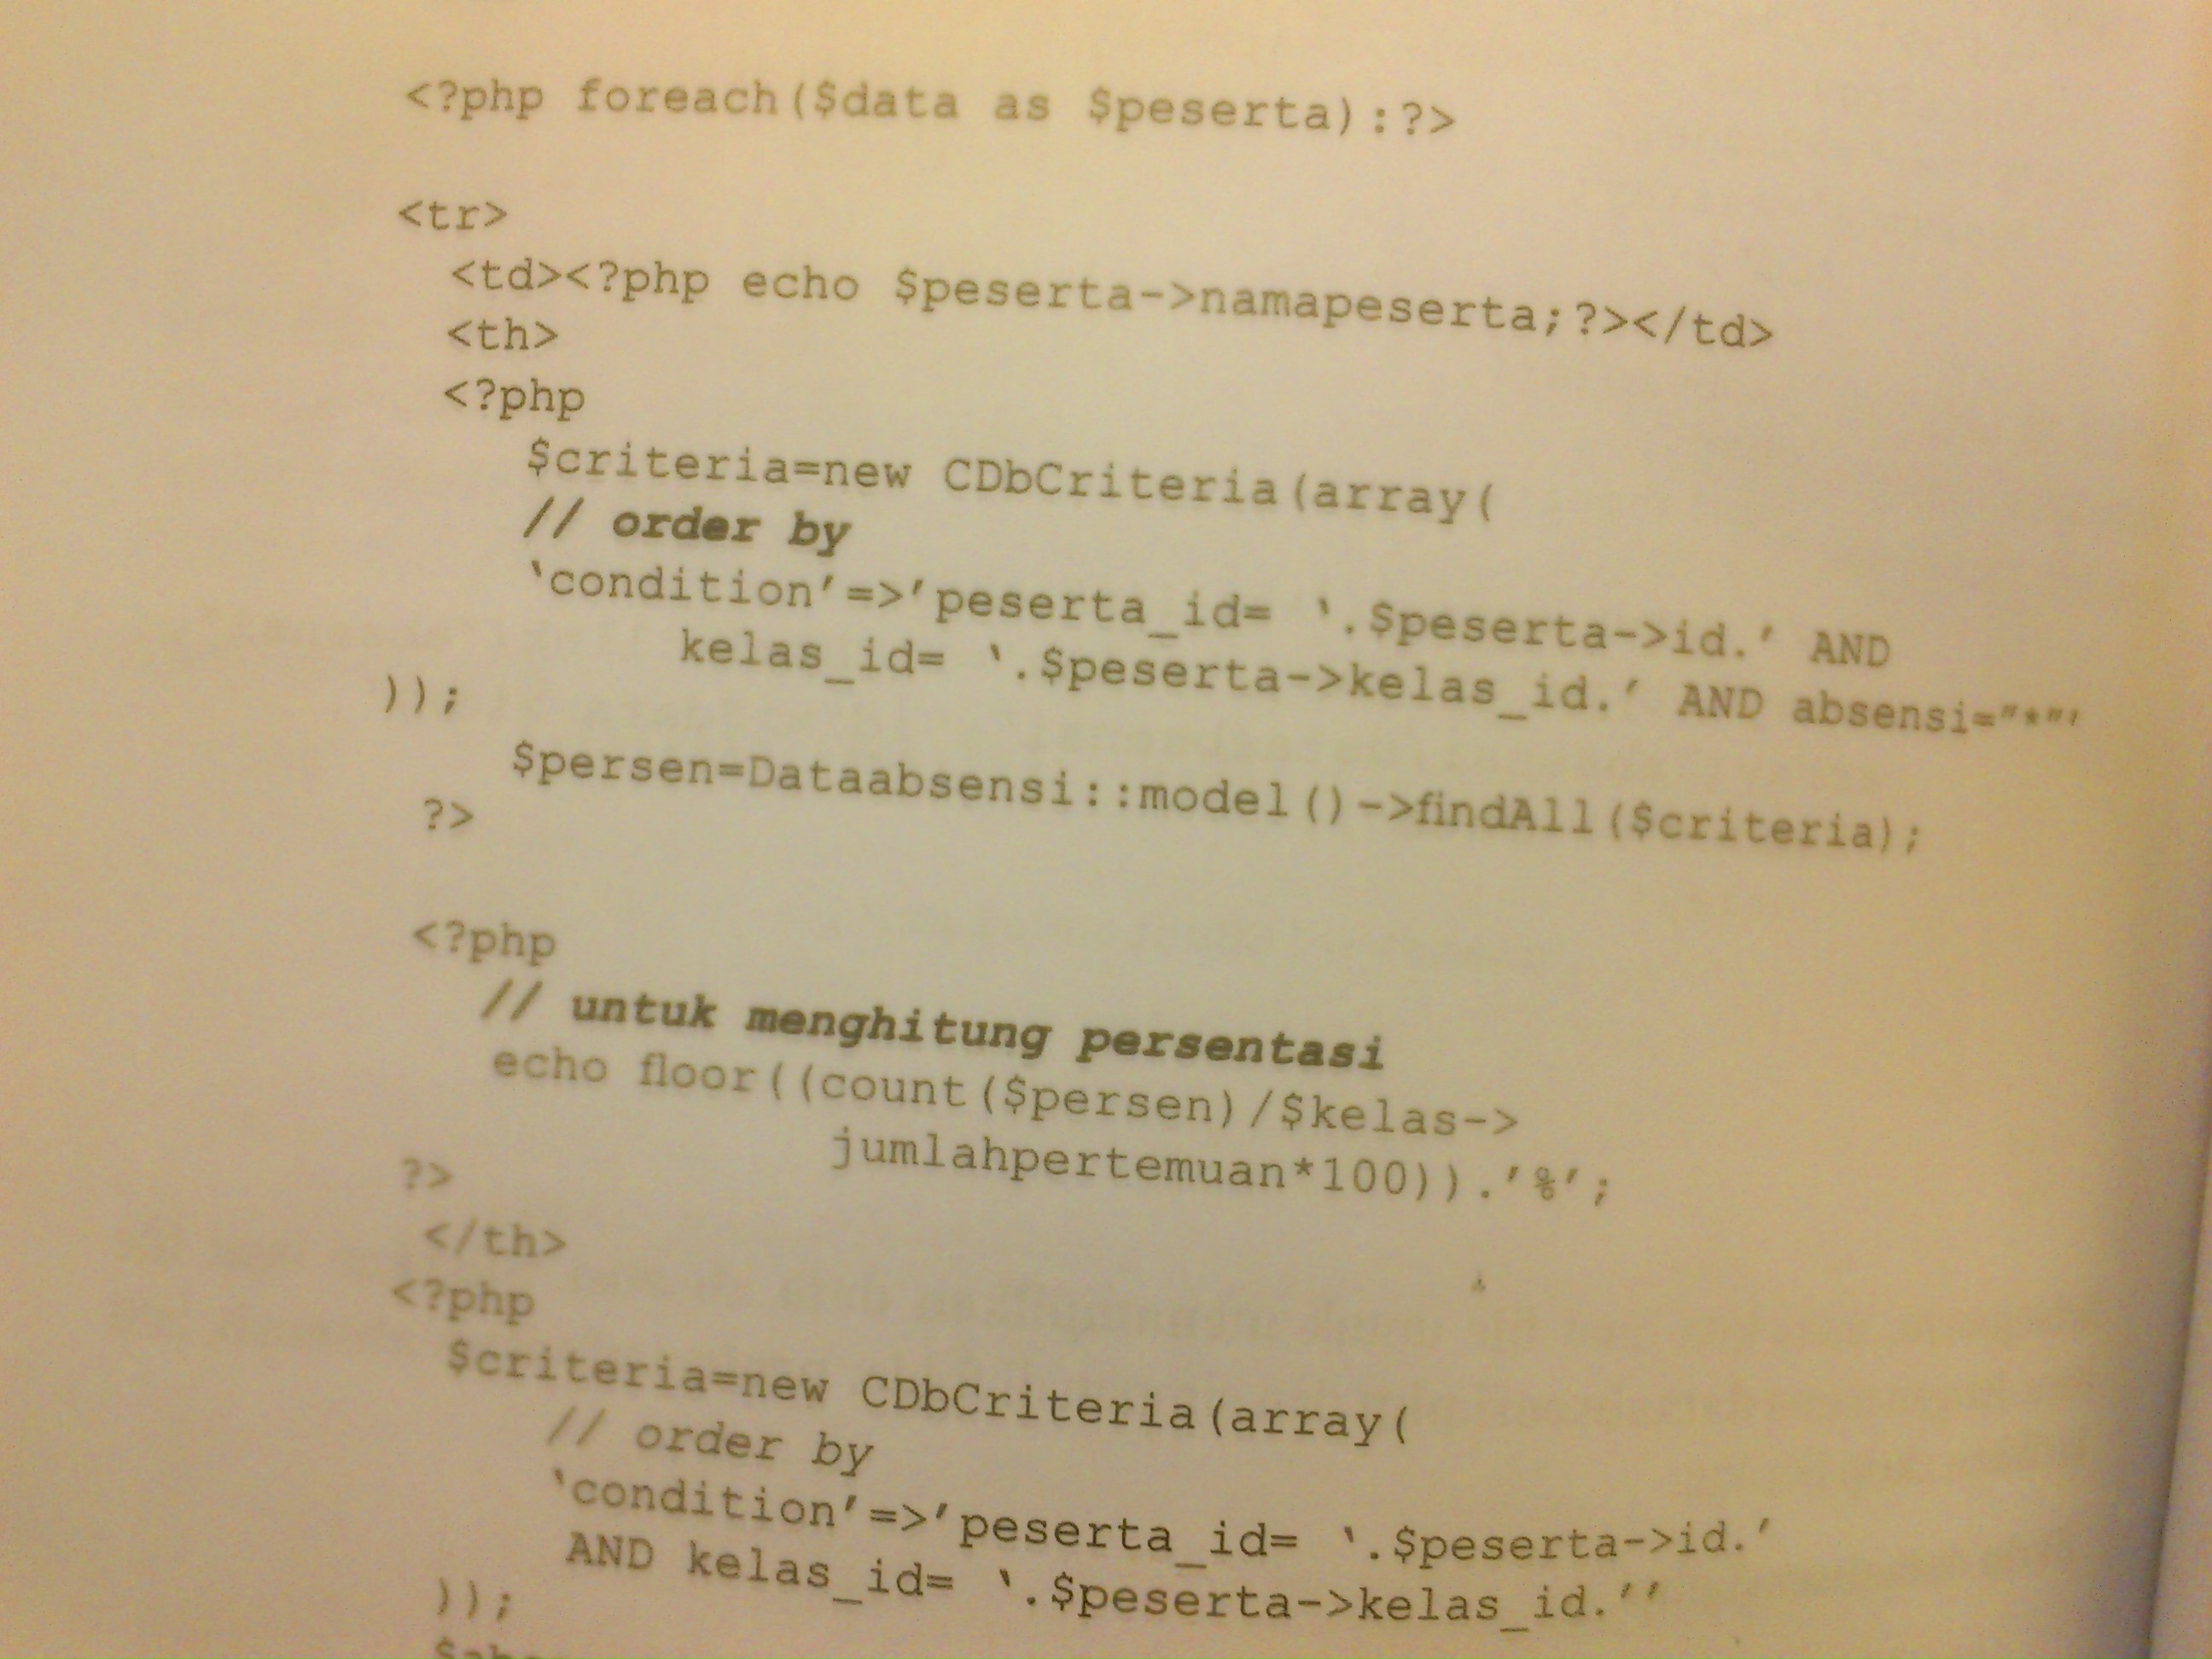 <?php foreach($data as $peserta):?>
<tr>
<td><?php echo $peserta->namapeserta;?></td>
<th>
<?php
$criteria=new CDbCriteria(array(
// order by
‘condition’=>’peserta_id= ‘.$peserta->id.’ AND
kelas_id= ‘.$peserta->kelas_id.’ AND absensi=”*”’
));
$persen=Dataabsensi::model()->findAll($criteria);
?>
<?php
// untuk menghitung persentasi
echo floor((count($persen)/$kelas->
jumlahpertemuan*100)).’%’;
?>
</th>
<?php
$criteria=new CDbCriteria(array(
// order by
‘condition’=>’peserta_id= ‘.$peserta->id.’
AND kelas_id= ‘.$peserta->kelas_id.’’
));